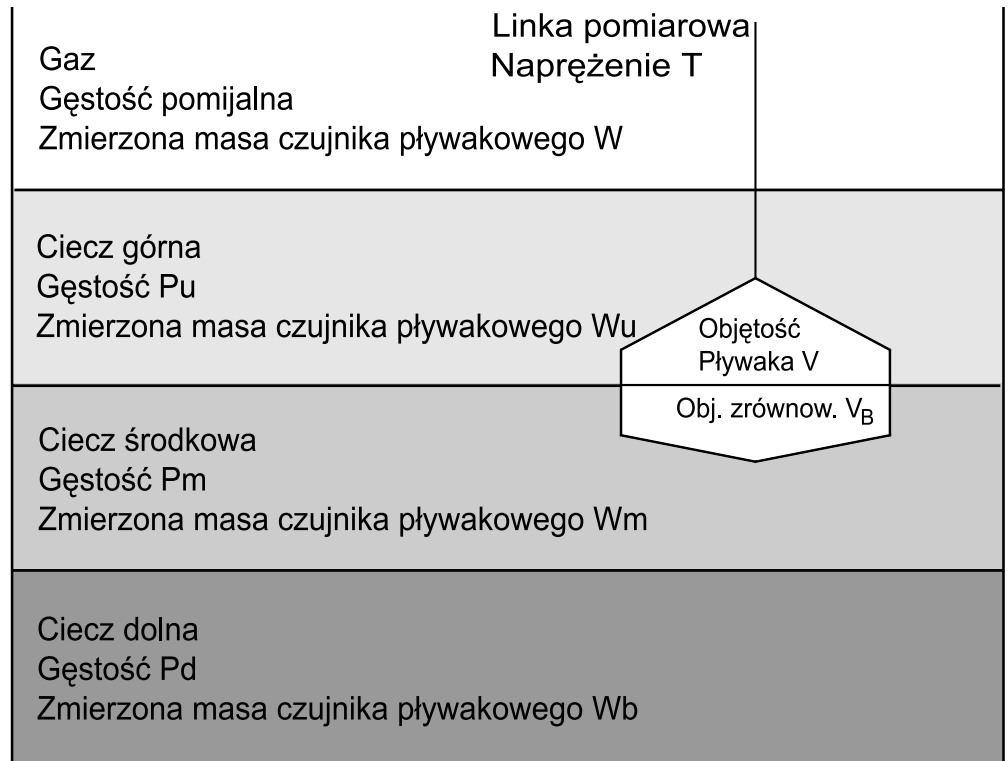 Linka pomiarowa
Naprężenie T
Gaz
Gęstość pomijalna
Zmierzona masa czujnika pływakowego W
Ciecz górna
Gęstość Pu
Zmierzona masa czujnika pływakowego Wu
Objętość
Pływaka V
Obj. zrównow. V_B
Ciecz środkowa
Gęstość Pm
Zmierzona masa czujnika pływakowego Wm
Ciecz dolna
Gęstość Pd
Zmierzona masa czujnika pływakowego Wb